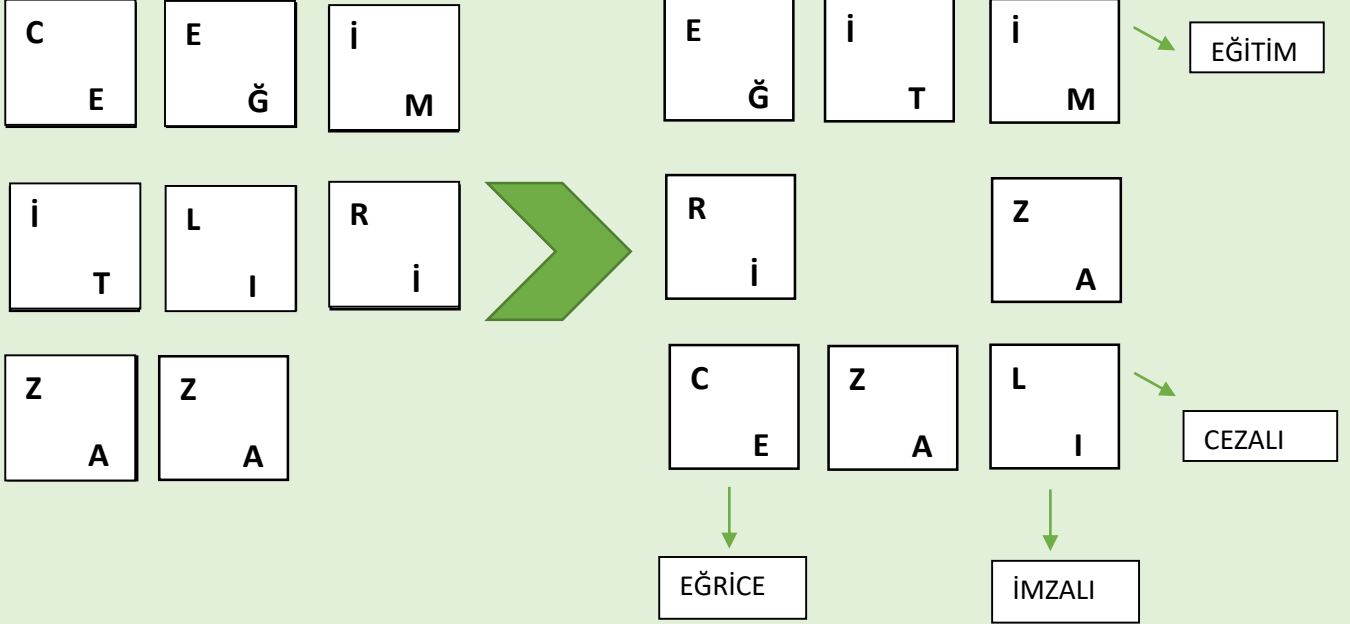 C E İ
E Ğ M
İ L R
T I İ
Z Z
A A
E İ İ
Ğ T M
EĞİTİM
R Z
İ A
C Z L
E A I
CEZALI
EĞRİCE İMZALI